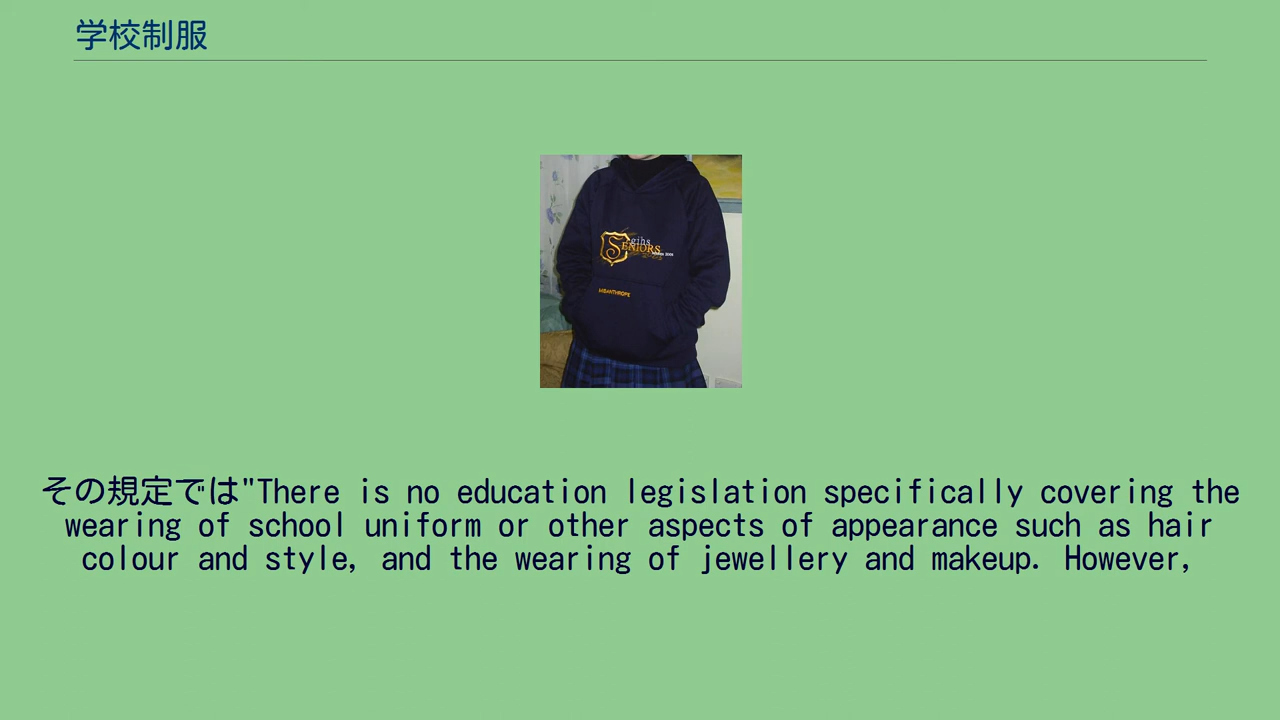 学校制服
gihs
SENIORS
MISANTHROPE
その規定では"There is no education legislation specifically covering the
wearing of school uniform or other aspects of appearance such as hair
colour and style, and the wearing of jewellery and makeup. However,